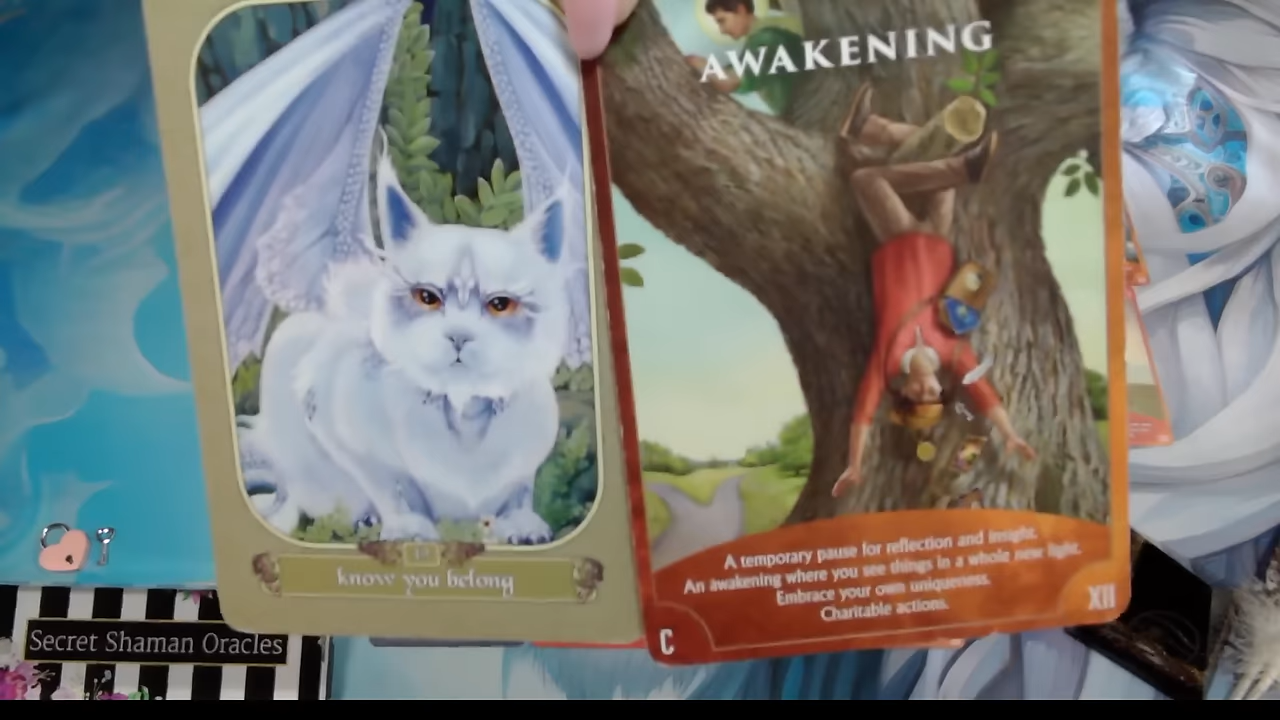 AWAKENING
know you belong
A temporary pause for reflection and insight.
An awakening where you see things in a whole new light.
Embrace your own uniqueness.
Charitable actions.
C
XII
Secret Shaman Oracles